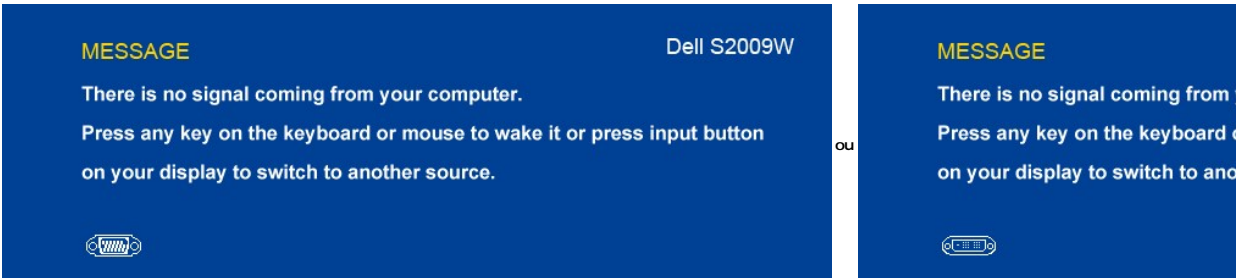 MESSAGE
Dell S2009W
There is no signal coming from your computer.
Press any key on the keyboard or mouse to wake it or press input button
on your display to switch to another source.
ou
MESSAGE
There is no signal coming from
Press any key on the keyboard
on your display to switch to